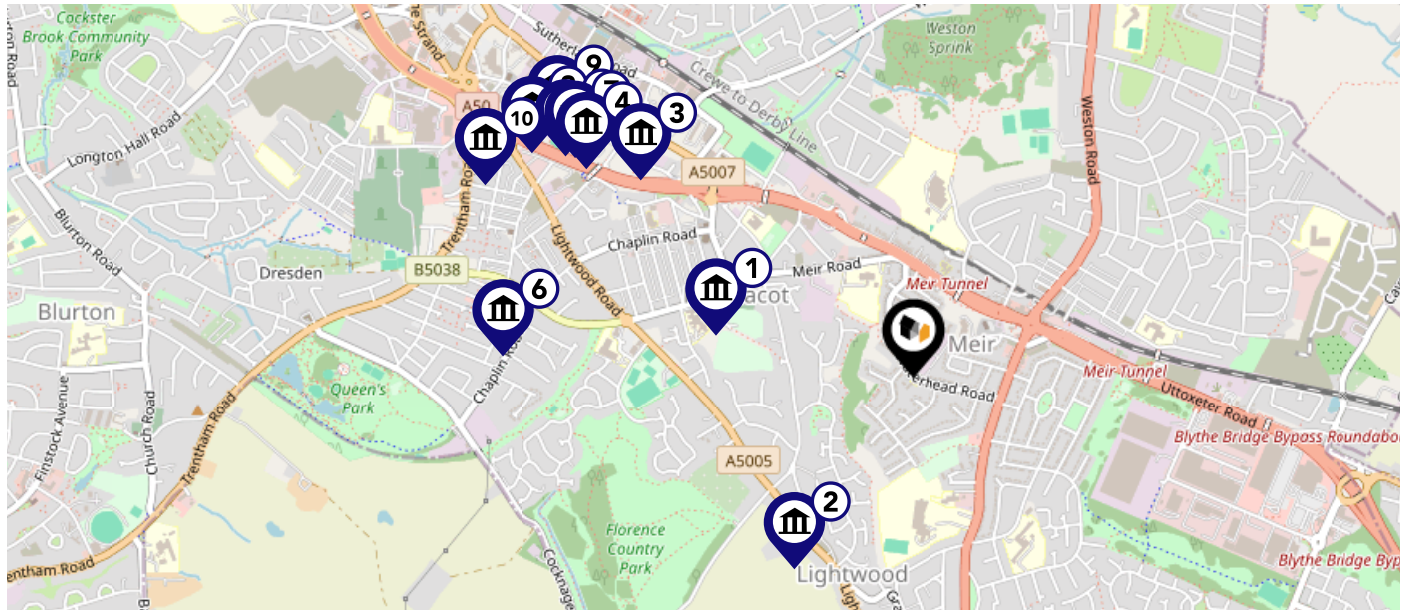 Cockster
Brook Community
Park
Sutherland Road
Weston
Sprink
Crewe to Derby Line
A50
Longton Hall Road
9
4
3
10
A5007
Weston Road
Blurton Road
Trentham Road
Lightwood Road
Chaplin Road
Dresden
B5038
Meir Road
Meir Tunnel
1
6
Blurton
Meir
Chaplin Road
Queen's
Park
Meir Tunnel
Uttoxeter Road
Finstock Avenue
Church Road
Trentham Road
A5005
Blythe Bridge Bypass
2
Florence
Country
Park
Lightwood
Cocknage
Blythe Bridge Byp
entham Road